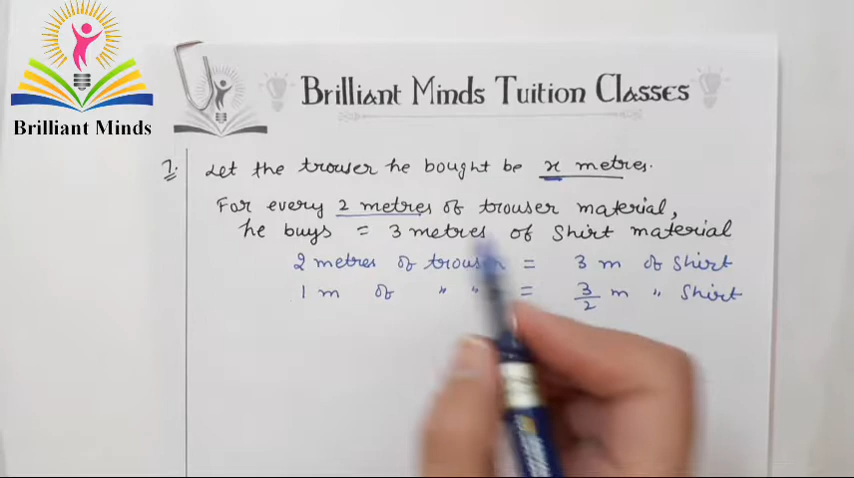 Brilliant Minds
Brilliant Minds Tuition Classes
7. Let the trouser he bought be x metres.
For every 2 metres of trouser material,
he buys = 3 metres of shirt material
2 metres of trouser = 3 m of shirt
1 m of " " = 3/2 m " shirt